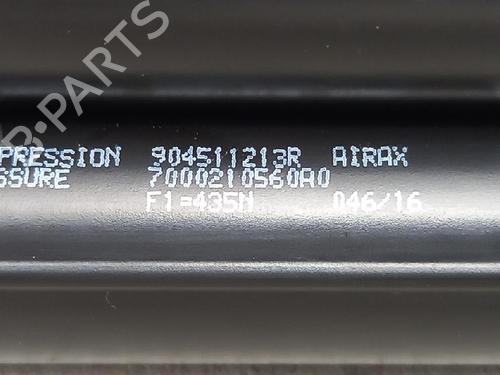 PRESSION 904511213R AIRAX
SSURE 7000210560A0
F1=435N 046/16
B-PARTS